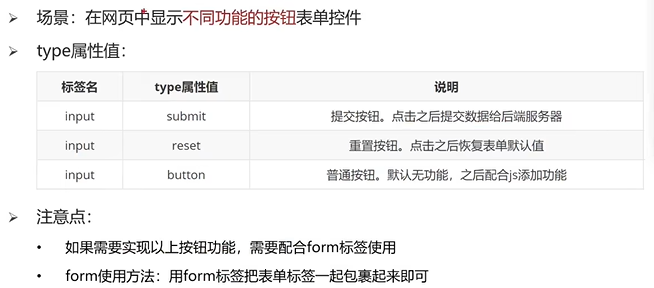 场景：在网页中显示不同功能的按钮表单控件
type属性值：
标签名 type属性值 说明
input submit 提交按钮。点击之后提交数据给后端服务器
input reset 重置按钮。点击之后恢复表单默认值
input button 普通按钮。默认无功能，之后配合js添加功能
注意点：
如果需要实现以上按钮功能，需要配合form标签使用
form使用方法：用form标签把表单标签一起包裹起来即可